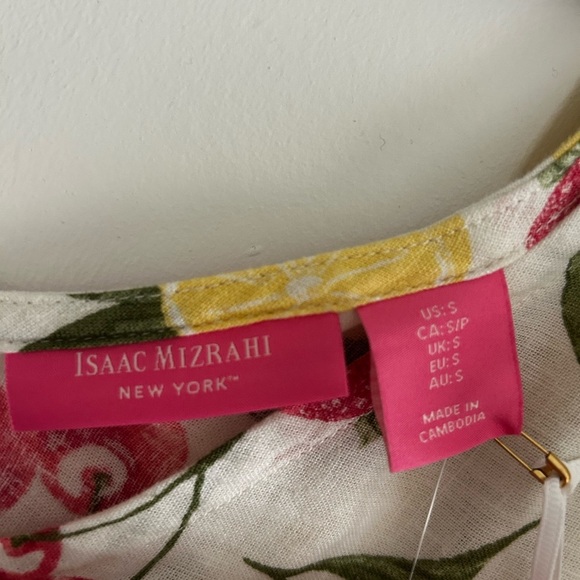 ISAAC MIZRAHI
NEW YORK™
US: S
CA: S/P
UK: S
EU: S
AU: S
MADE IN
CAMBODIA